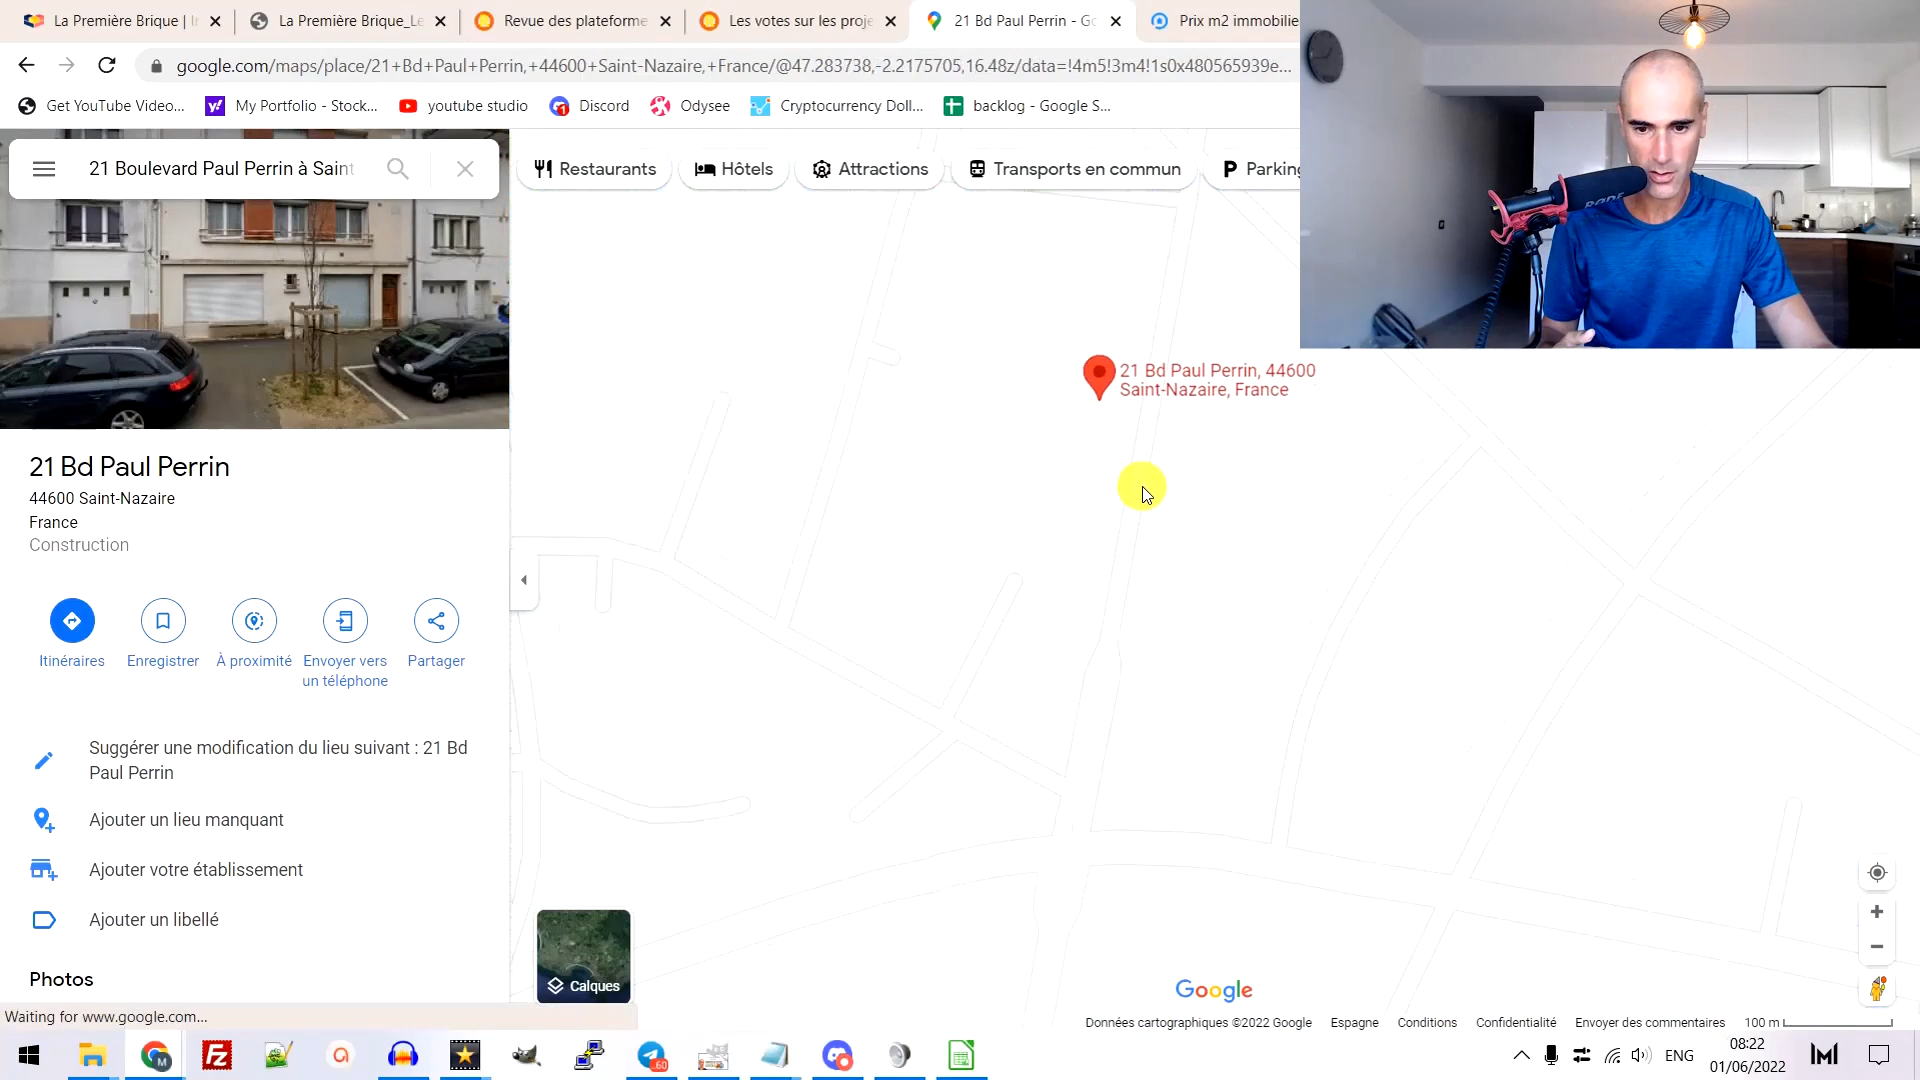 La Première Brique | I
La Première Brique_Le
Revue des plateforme
Les votes sur les proje
21 Bd Paul Perrin - Go
Prix m2 immobilie
google.com/maps/place/21+Bd+Paul+Perrin,+44600+Saint-Nazaire,+France/@47.283738,-2.2175705,16.48z/data=!4m5!3m4!1s0x480565939e...
Get YouTube Video...
My Portfolio - Stock...
youtube studio
Discord
Odysee
Cryptocurrency Doll...
backlog - Google S...
21 Boulevard Paul Perrin à Saint
Restaurants
Hôtels
Attractions
Transports en commun
Parking
RODE
21 Bd Paul Perrin, 44600
Saint-Nazaire, France
21 Bd Paul Perrin
44600 Saint-Nazaire
France
Construction
Itinéraires
Enregistrer
À proximité
Envoyer vers
un téléphone
Partager
Suggérer une modification du lieu suivant : 21 Bd
Paul Perrin
Ajouter un lieu manquant
Ajouter votre établissement
Ajouter un libellé
Photos
Calques
Google
Waiting for www.google.com...
Données cartographiques ©2022 Google
Espagne
Conditions
Confidentialité
Envoyer des commentaires
100 m
60
ENG
08:22
01/06/2022